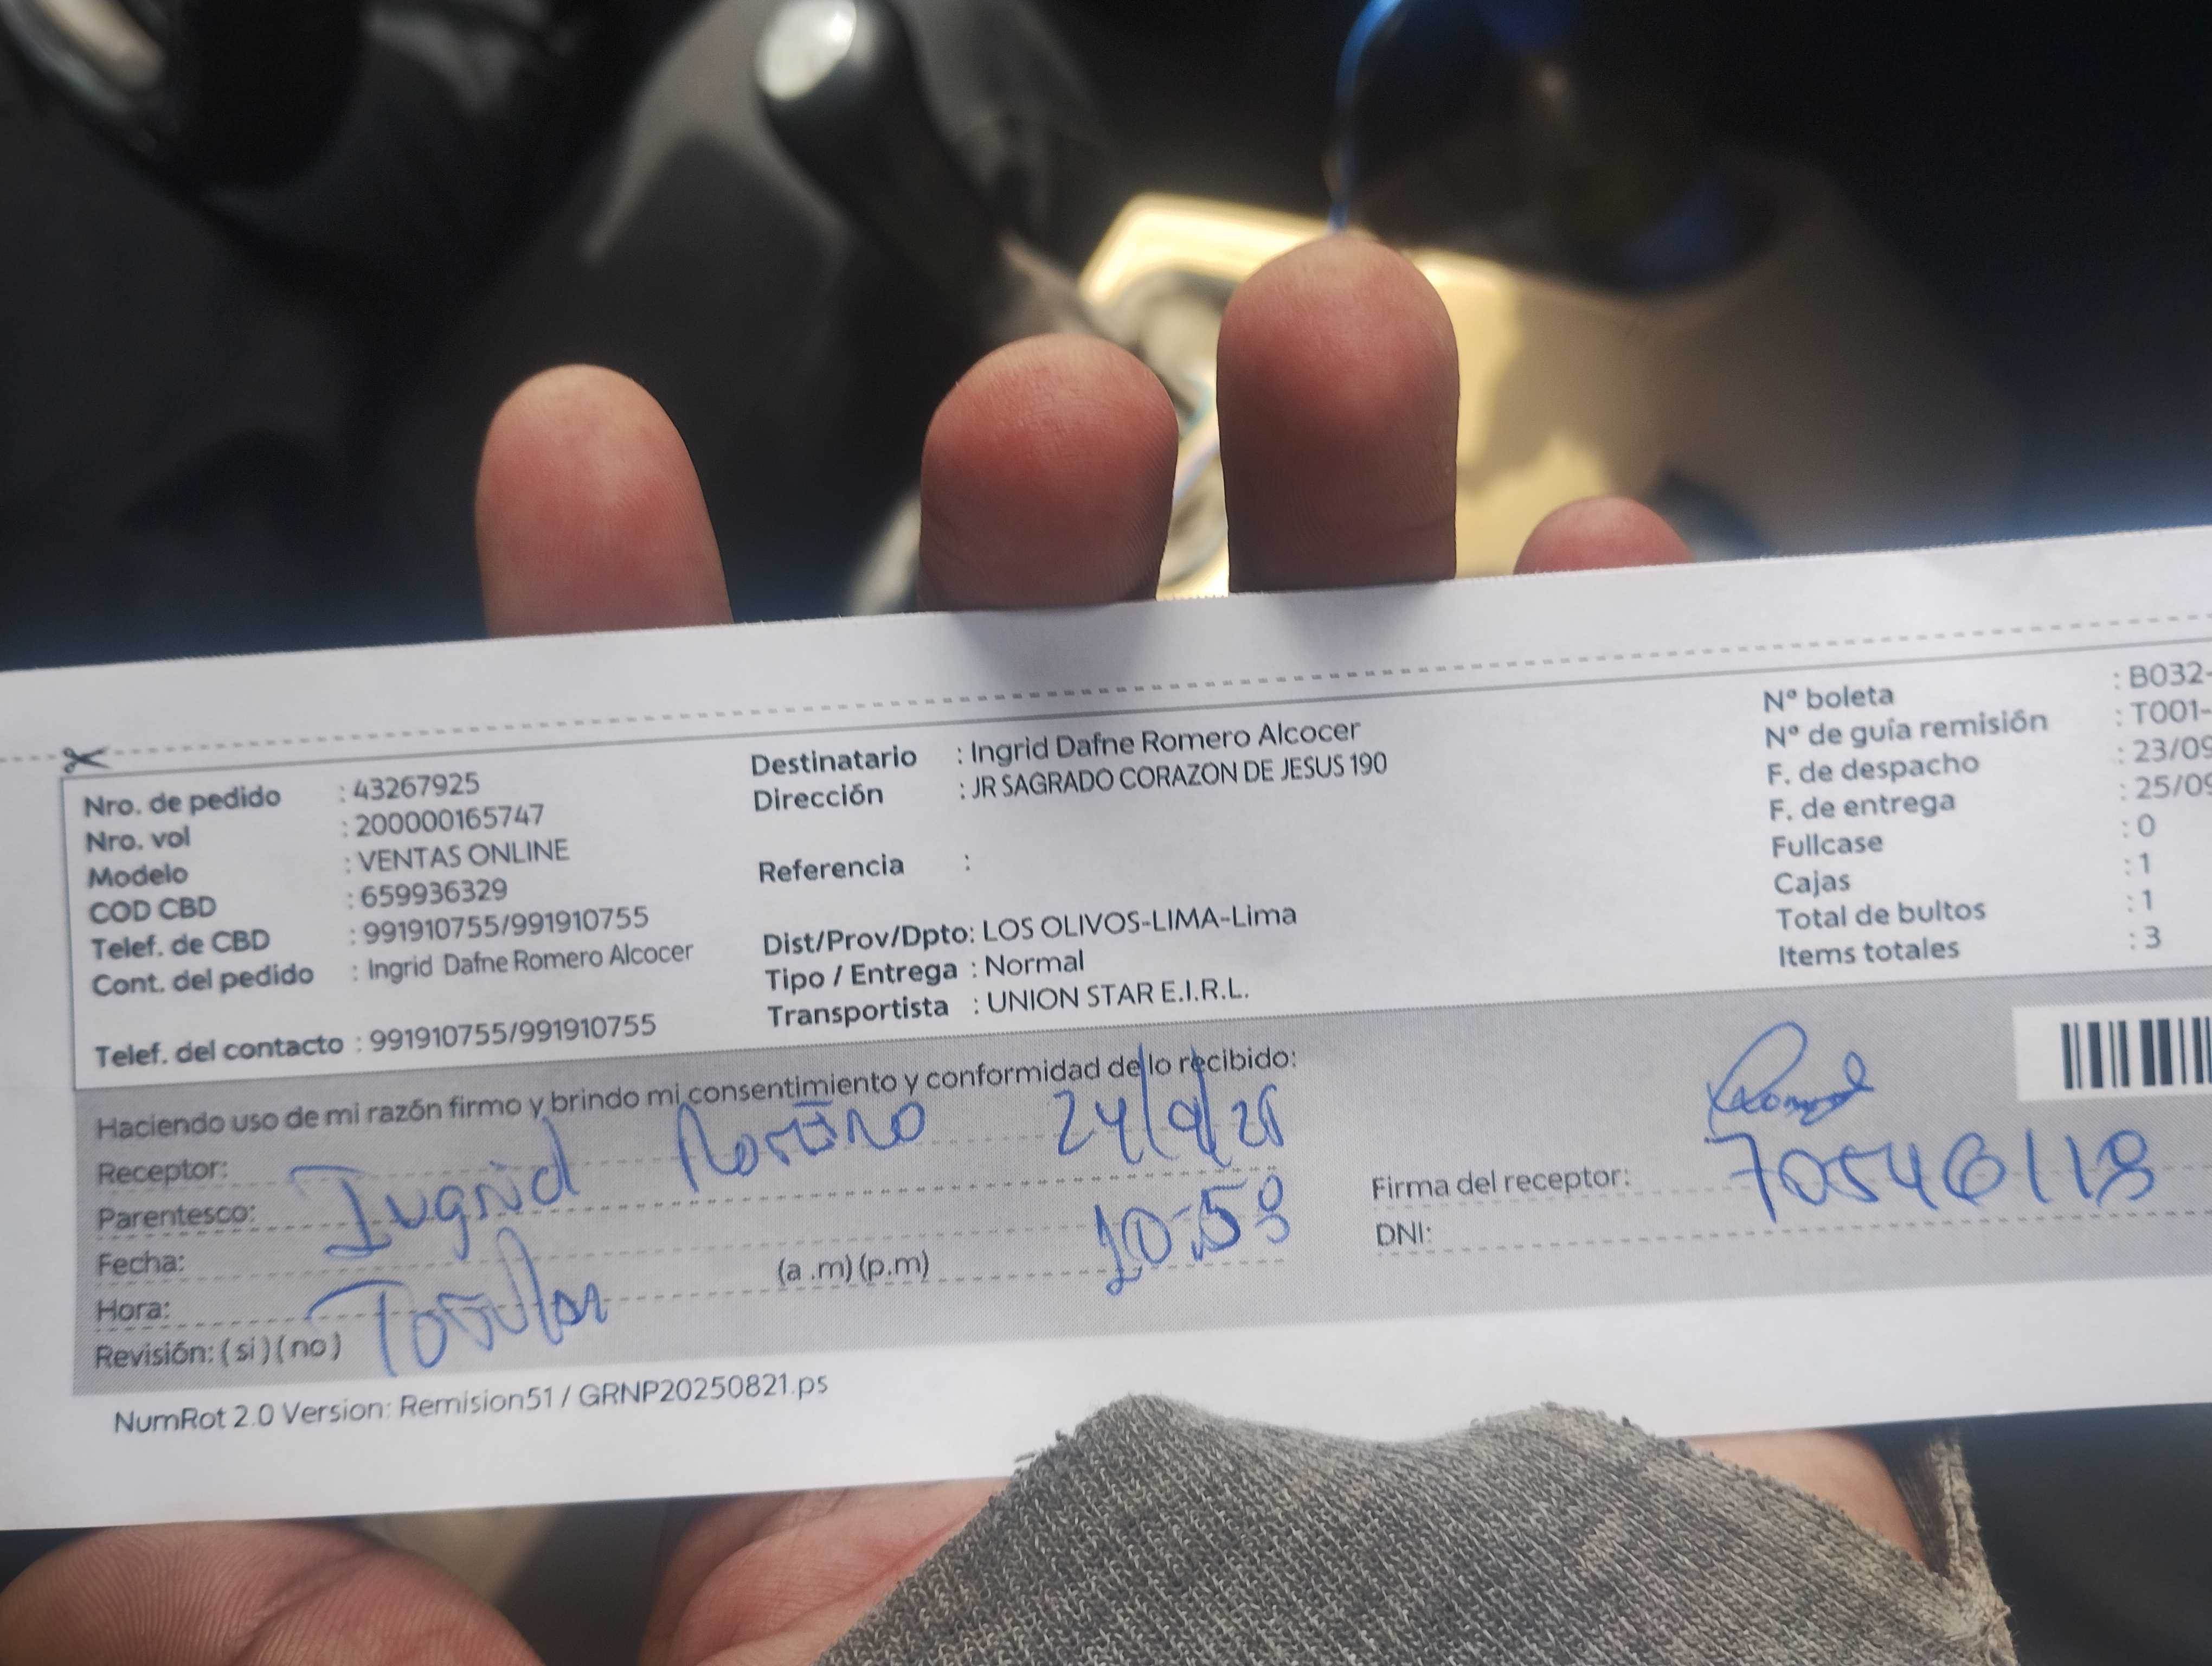 Nro. de pedido : 43267925
Nro. vol : 200000165747
Modelo : VENTAS ONLINE
COD CBD : 659936329
Telef. de CBD : 991910755/991910755
Cont. del pedido : Ingrid Dafne Romero Alcocer
Telef. del contacto : 991910755/991910755
Destinatario : Ingrid Dafne Romero Alcocer
Dirección : JR SAGRADO CORAZON DE JESUS 190
Referencia :
Dist/Prov/Dpto: LOS OLIVOS-LIMA-Lima
Tipo / Entrega : Normal
Transportista : UNION STAR E.I.R.L.
Nº boleta : B032-
Nº de guía remisión : T001-
F. de despacho : 23/09
F. de entrega : 25/09
Fullcase : 0
Cajas : 1
Total de bultos : 1
Items totales : 3
Haciendo uso de mi razón firmo y brindo mi consentimiento y conformidad de lo recibido:
Receptor:
Parentesco: Ingrid
Fecha:
Hora: (a .m) (p.m) 10:58
Revisión: ( si ) ( no )
Firma del receptor:
DNI: 70546118
NumRot 2.0 Version: Remision51 / GRNP20250821.ps